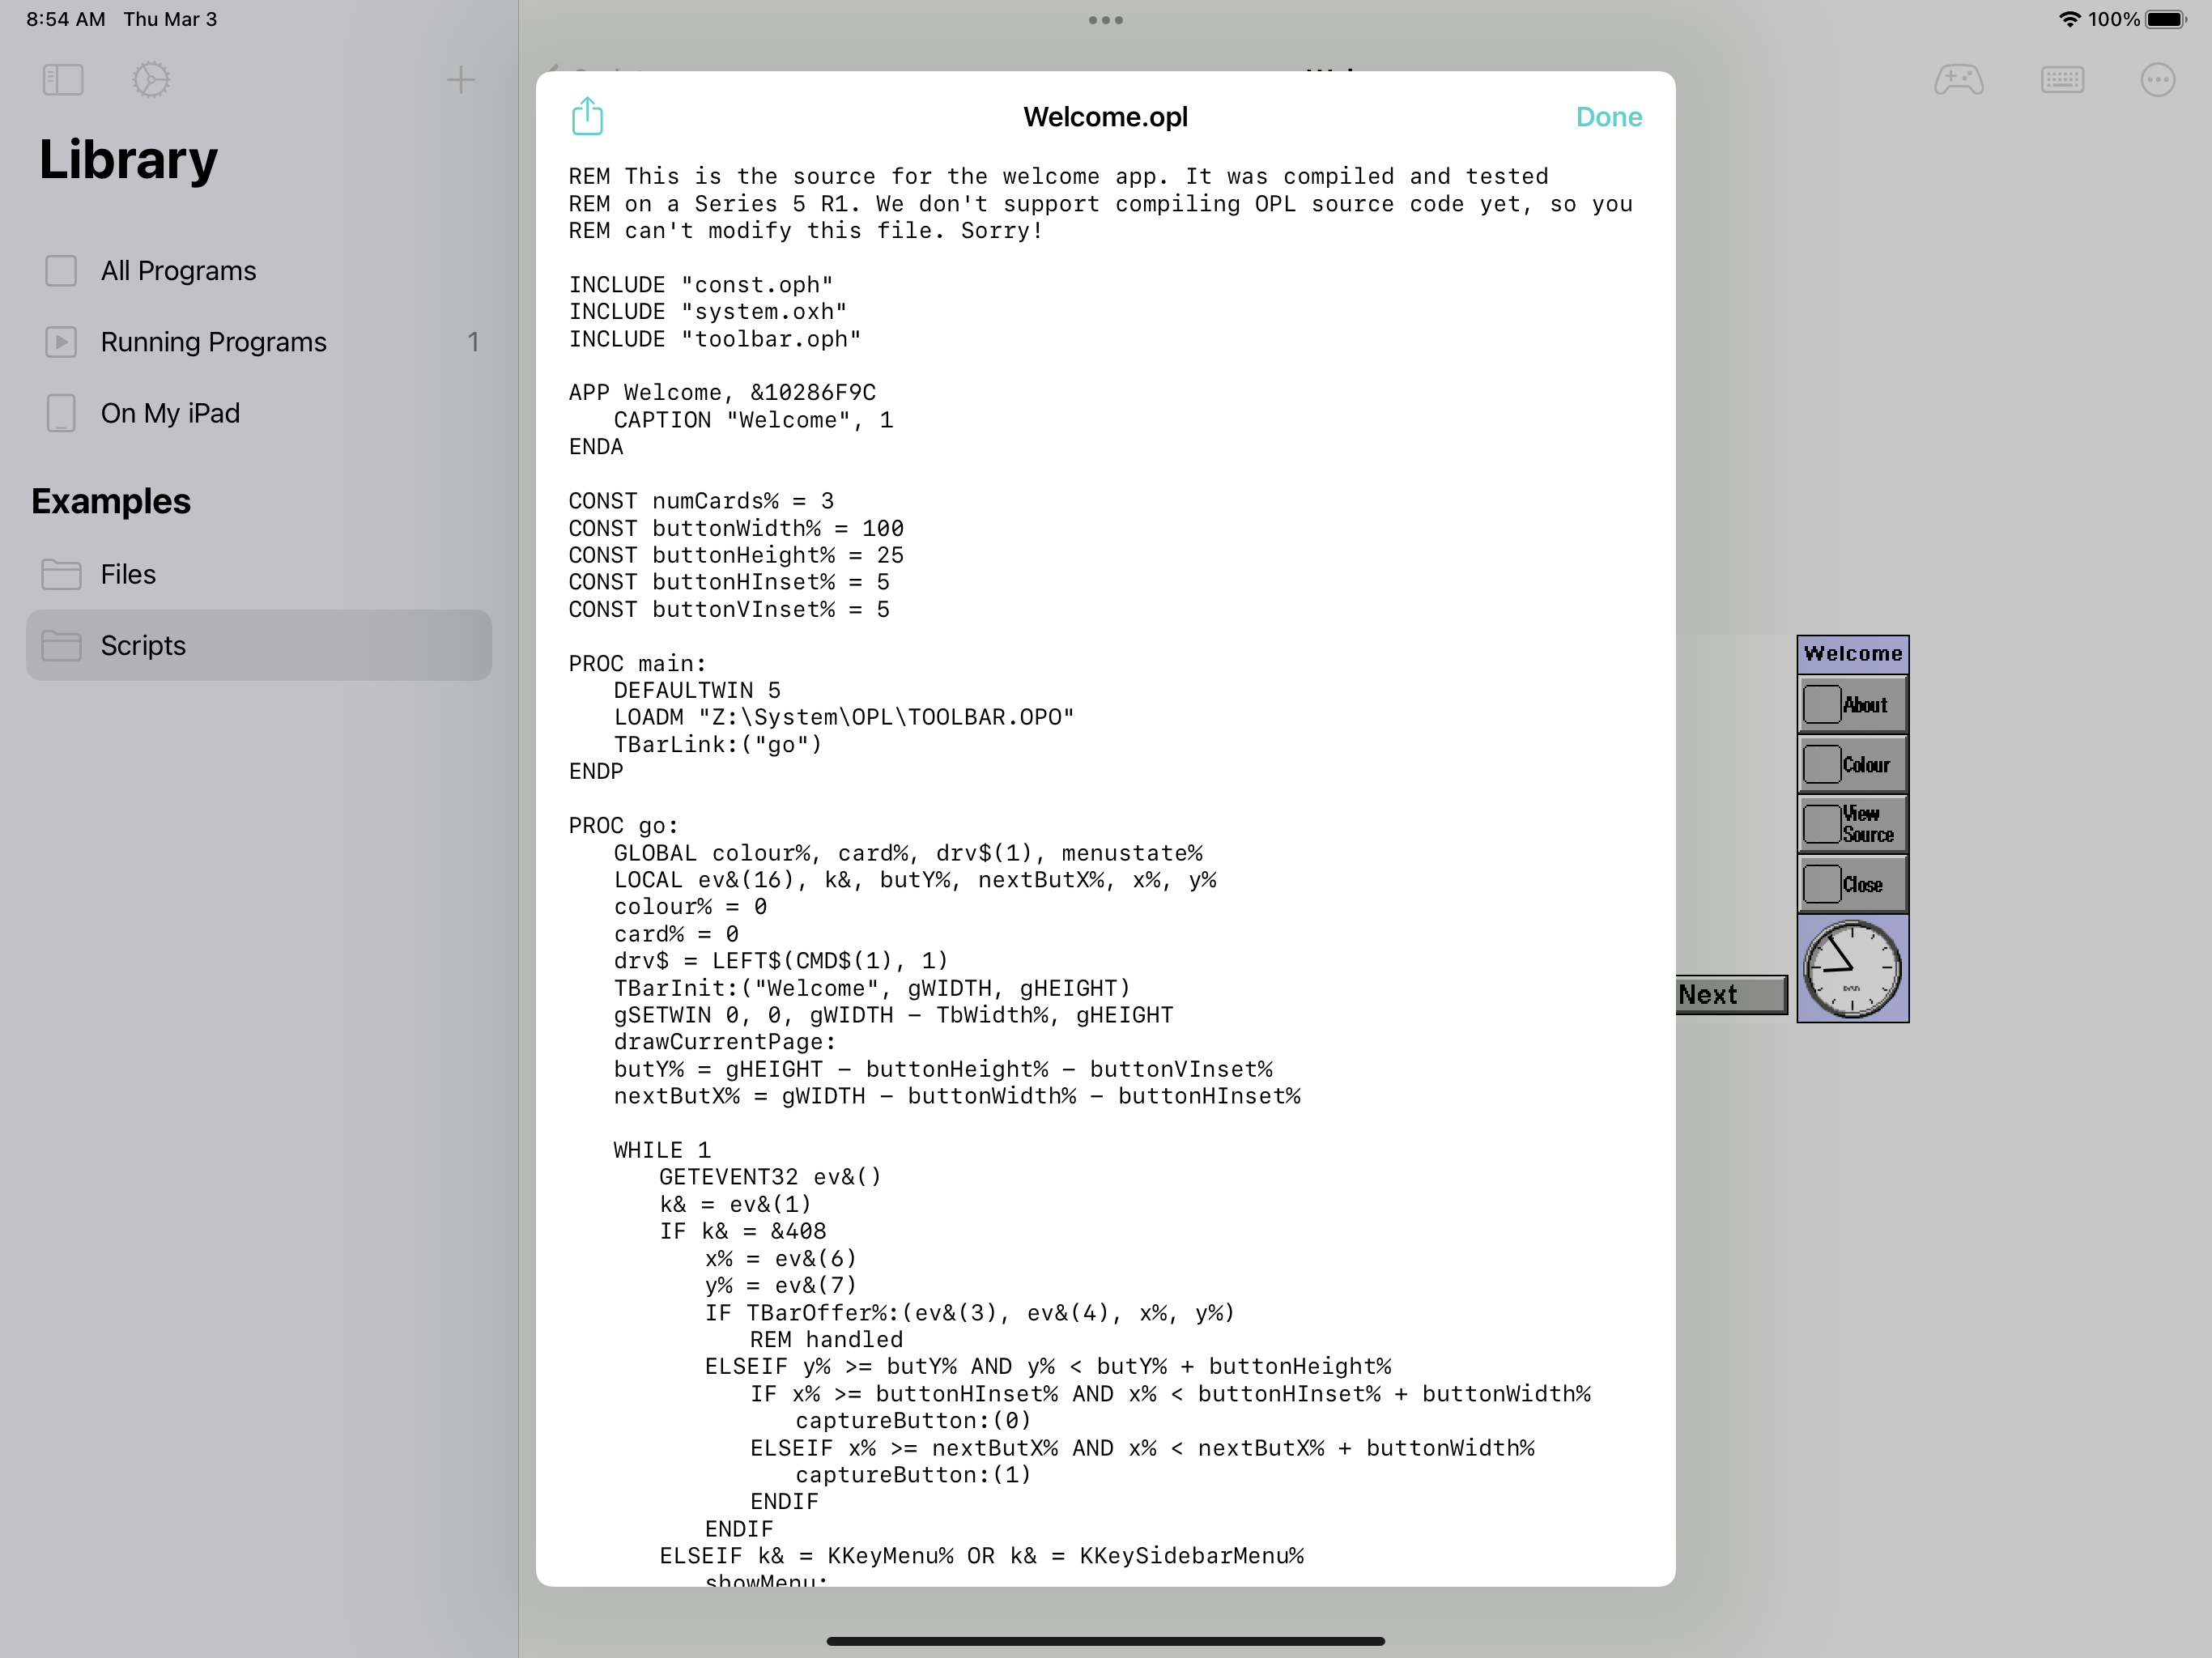 8:54 AM Thu Mar 3
100%
Library
All Programs
Running Programs 1
On My iPad
Examples
Files
Scripts
Welcome.opl
Done
REM This is the source for the welcome app. It was compiled and tested
REM on a Series 5 R1. We don't support compiling OPL source code yet, so you
REM can't modify this file. Sorry!
INCLUDE "const.oph"
INCLUDE "system.oxh"
INCLUDE "toolbar.oph"
APP Welcome, &10286F9C
CAPTION "Welcome", 1
ENDA
CONST numCards% = 3
CONST buttonWidth% = 100
CONST buttonHeight% = 25
CONST buttonHInset% = 5
CONST buttonVInset% = 5
PROC main:
DEFAULTWIN 5
LOADM "Z:\System\OPL\TOOLBAR.OPO"
TBarLink:("go")
ENDP
PROC go:
GLOBAL colour%, card%, drv$(1), menustate%
LOCAL ev&(16), k&, butY%, nextButX%, x%, y%
colour% = 0
card% = 0
drv$ = LEFT$(CMD$(1), 1)
TBarInit:("Welcome", gWIDTH, gHEIGHT)
gSETWIN 0, 0, gWIDTH - TbWidth%, gHEIGHT
drawCurrentPage:
butY% = gHEIGHT - buttonHeight% - buttonVInset%
nextButX% = gWIDTH - buttonWidth% - buttonHInset%
WHILE 1
GETEVENT32 ev&()
k& = ev&(1)
IF k& = &408
x% = ev&(6)
y% = ev&(7)
IF TBarOffer%:(ev&(3), ev&(4), x%, y%)
REM handled
ELSEIF y% >= butY% AND y% < butY% + buttonHeight%
IF x% >= buttonHInset% AND x% < buttonHInset% + buttonWidth%
captureButton:(0)
ELSEIF x% >= nextButX% AND x% < nextButX% + buttonWidth%
captureButton:(1)
ENDIF
ENDIF
ELSEIF k& = KKeyMenu% OR k& = KKeySidebarMenu%
showMenu:
Welcome
About
Colour
View
Source
Close
Next